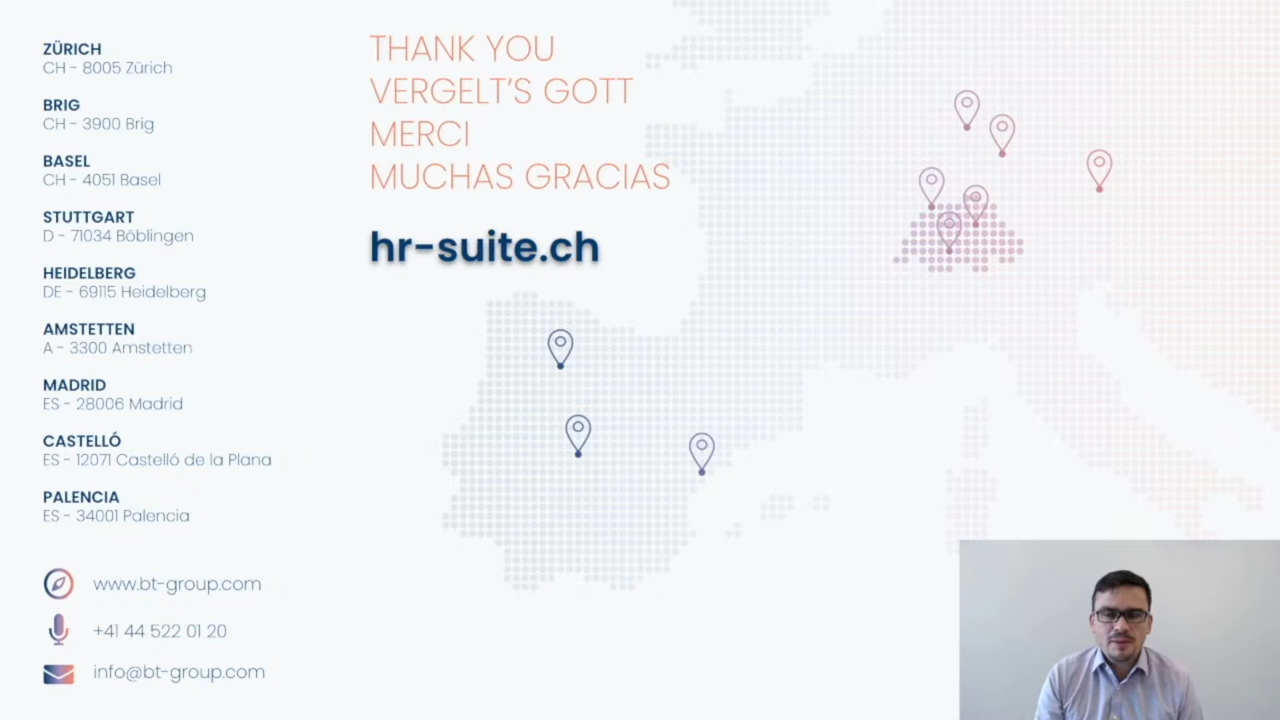 ZÜRICH
CH - 8005 Zürich
BRIG
CH - 3900 Brig
BASEL
CH - 4051 Basel
STUTTGART
D - 71034 Böblingen
HEIDELBERG
DE - 69115 Heidelberg
AMSTETTEN
A - 3300 Amstetten
MADRID
ES - 28006 Madrid
CASTELLÓ
ES - 12071 Castelló de la Plana
PALENCIA
ES - 34001 Palencia
www.bt-group.com
+41 44 522 01 20
info@bt-group.com
THANK YOU
VERGELT'S GOTT
MERCI
MUCHAS GRACIAS
hr-suite.ch